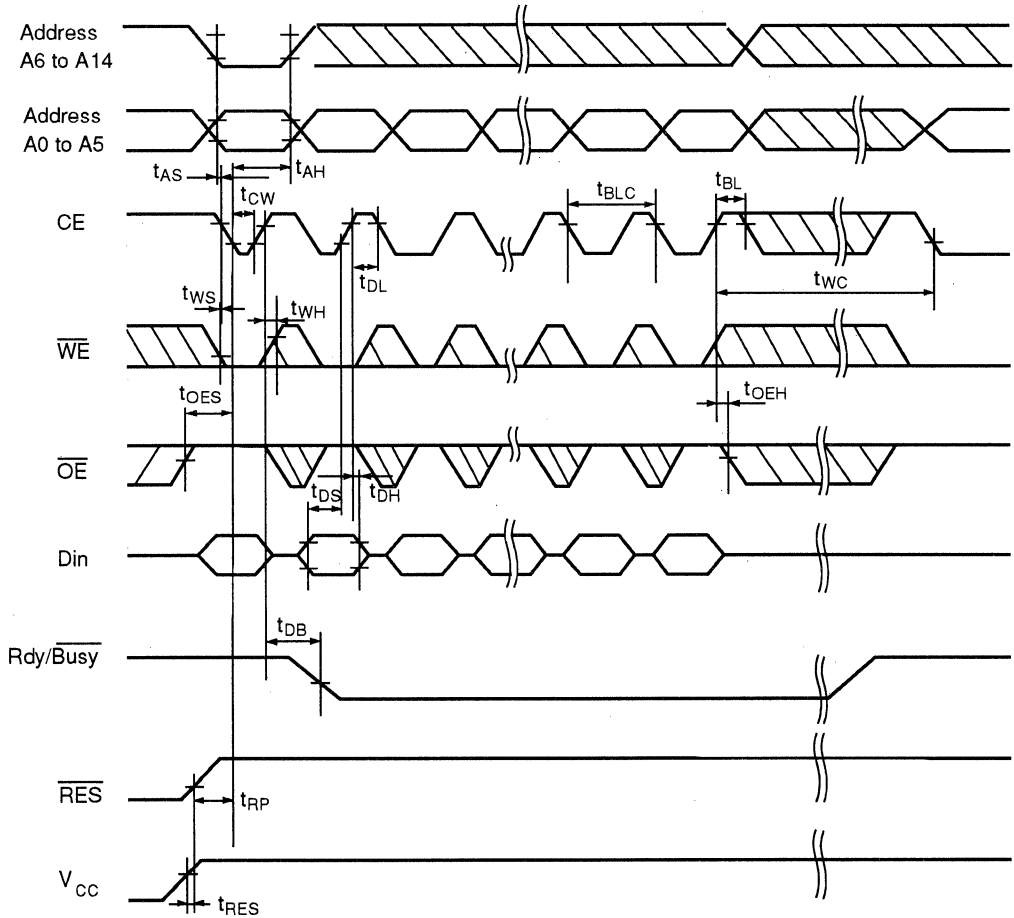 Address
A6 to A14
Address
A0 to A5
tAS
tAH
tCW
tBLC
tBL
CE
tDL
tWC
tWS
tWH
WE
tOES
tOEH
OE
tDS
tDH
Din
tDB
Rdy/Busy
RES
tRP
VCC
tRES